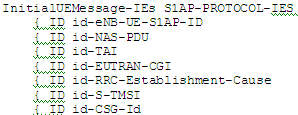 InitialUEMessage-IEs S1AP-PROTOCOL-IES
{ ID id-eNB-UE-S1AP-ID
{ ID id-NAS-PDU
{ ID id-TAI
{ ID id-EUTRAN-CGI
{ ID id-RRC-Establishment-Cause
{ ID id-S-TMSI
{ ID id-CSG-Id